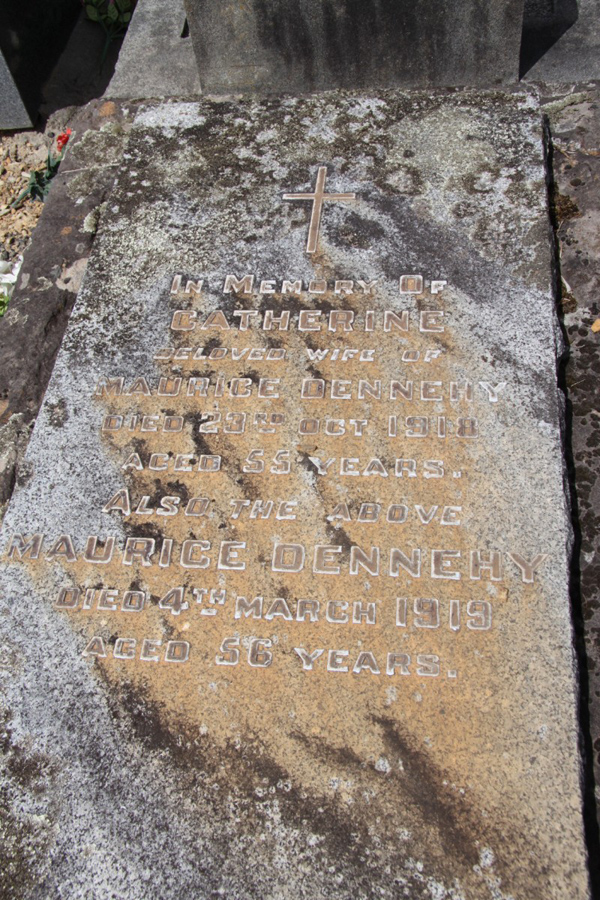 In Memory Of
CATHERINE
BELOVED WIFE OF
MAURICE DENNEHY
DIED 23RD OCT 1918
AGED 55 YEARS.
ALSO THE ABOVE
MAURICE DENNEHY
DIED 4TH MARCH 1919
AGED 56 YEARS.